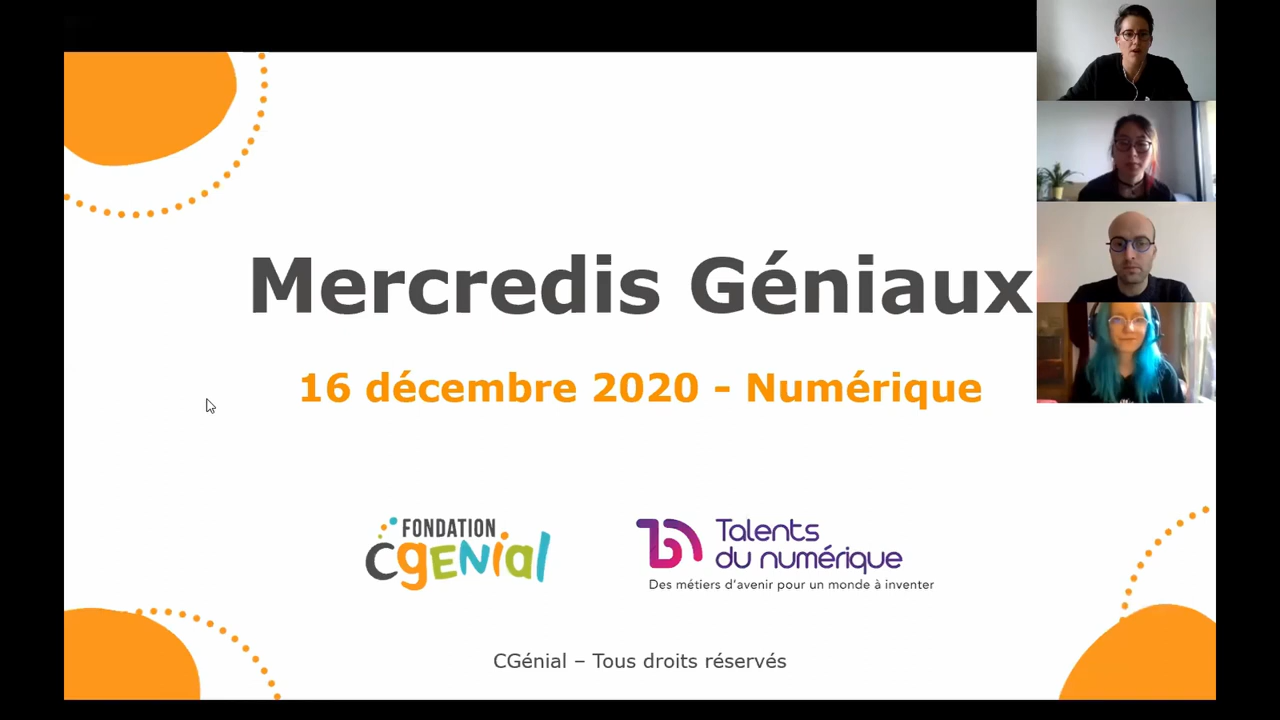 Mercredis Géniaux
16 décembre 2020 - Numérique
FONDATION
CGENIAL
Talents
du numérique
Des métiers d'avenir pour un monde à inventer
CGénial – Tous droits réservés